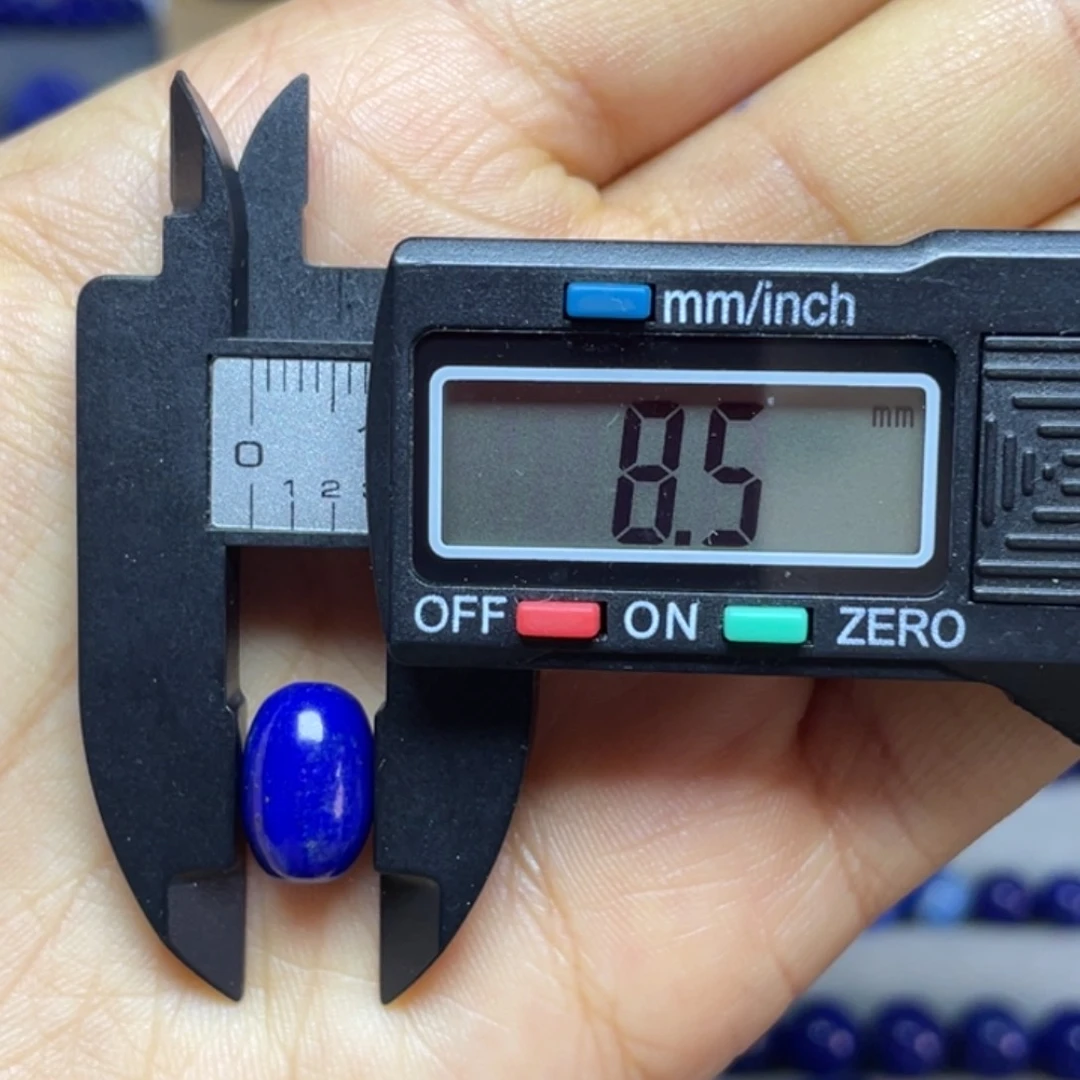 mm/inch
8.5 mm
0
1 2
OFF ON ZERO